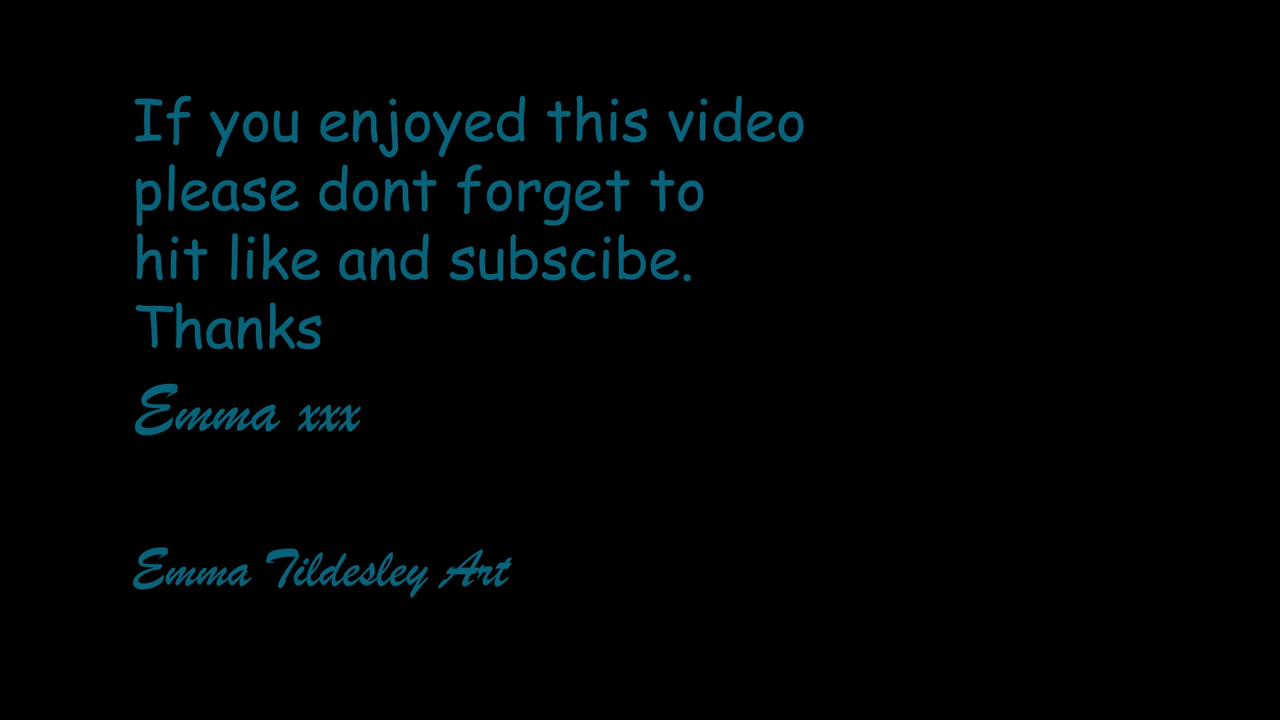 If you enjoyed this video
please dont forget to
hit like and subscibe.
Thanks
Emma xxx
Emma Tildesley Art